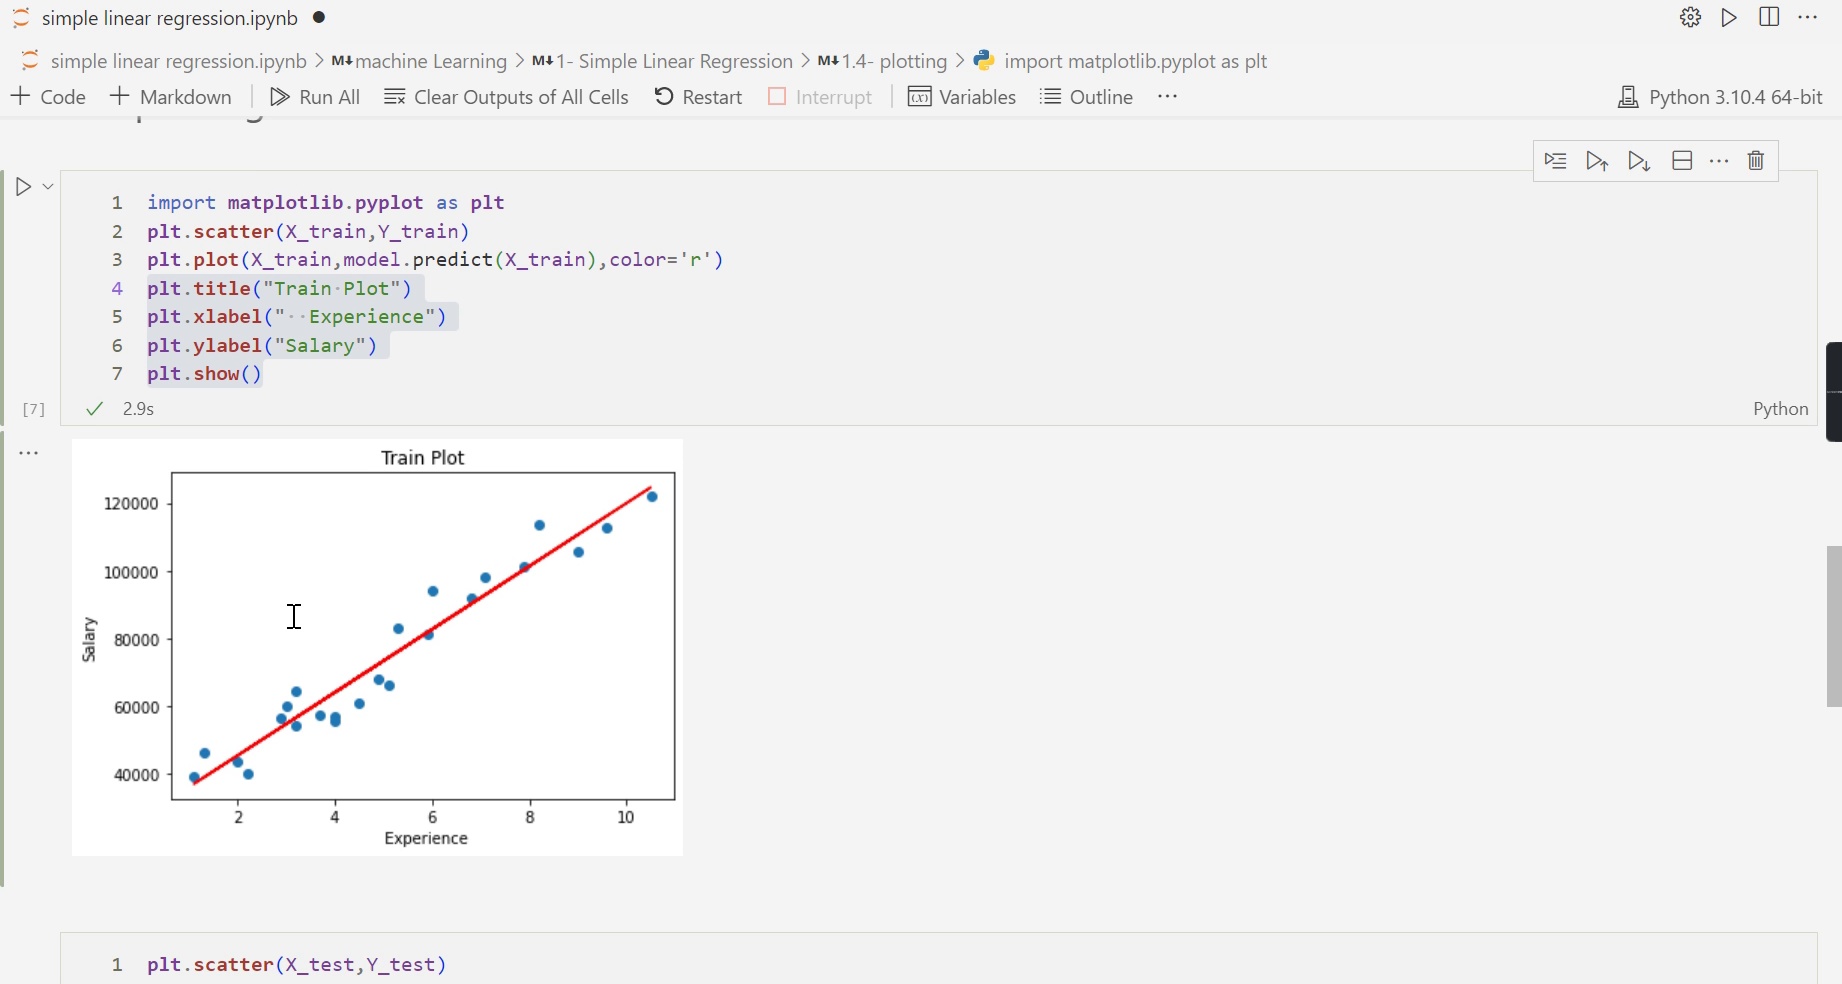 simple linear regression.ipynb
simple linear regression.ipynb > M↓machine Learning > M↓1- Simple Linear Regression > M↓1.4- plotting > import matplotlib.pyplot as plt
+ Code + Markdown Run All Clear Outputs of All Cells Restart Interrupt Variables Outline ... Python 3.10.4 64-bit
1 import matplotlib.pyplot as plt
2 plt.scatter(X_train,Y_train)
3 plt.plot(X_train,model.predict(X_train),color='r')
4 plt.title("Train·Plot")
5 plt.xlabel("··Experience")
6 plt.ylabel("Salary")
7 plt.show()
[7] 2.9s Python
Train Plot
120000
100000
80000
60000
40000
Salary
2 4 6 8 10
Experience
1 plt.scatter(X_test,Y_test)